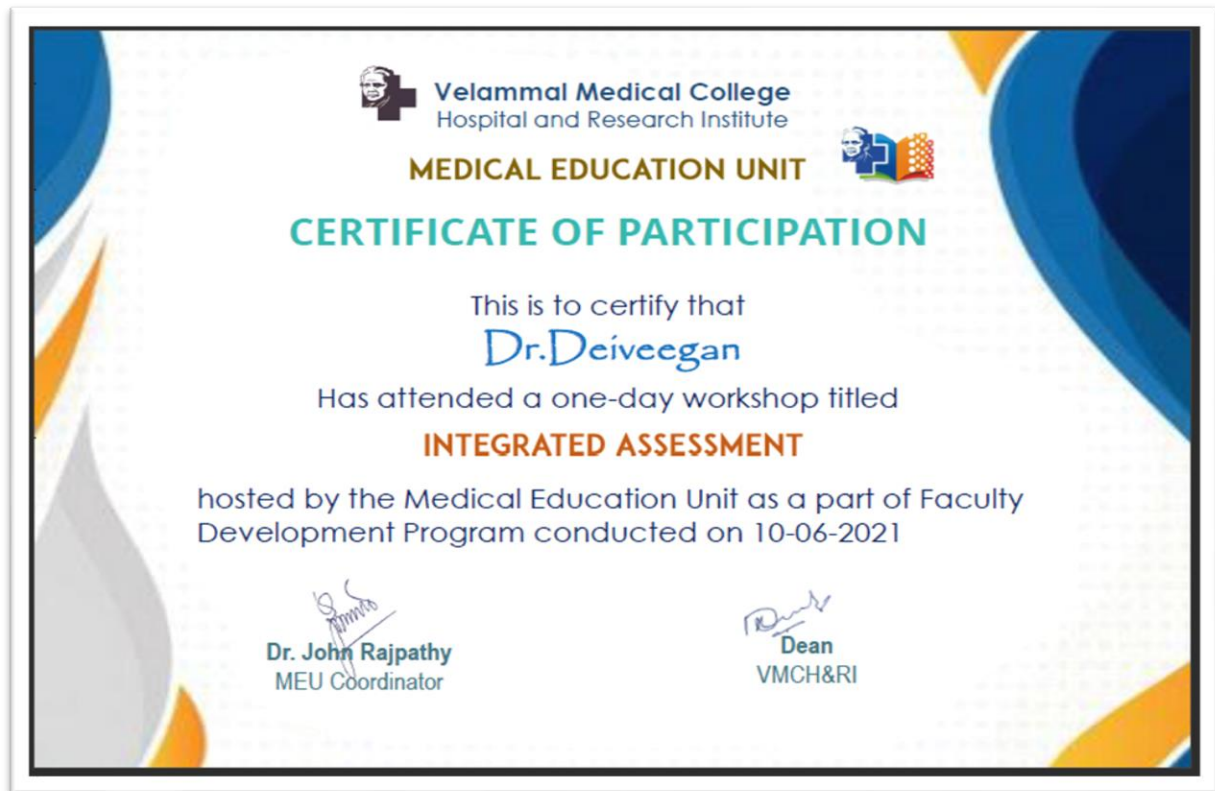 Velammal Medical College
Hospital and Research Institute
MEDICAL EDUCATION UNIT
CERTIFICATE OF PARTICIPATION
This is to certify that
Dr.Deiveegan
Has attended a one-day workshop titled
INTEGRATED ASSESSMENT
hosted by the Medical Education Unit as a part of Faculty
Development Program conducted on 10-06-2021
Dr. John Rajpathy
MEU Coordinator
Dean
VMCH&RI